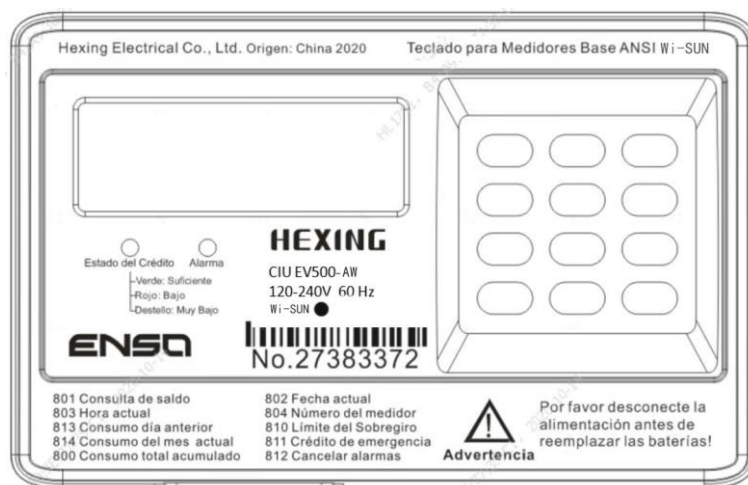 Hexing Electrical Co., Ltd. Origen: China 2020
Teclado para Medidores Base ANSI Wi-SUN
Estado del Crédito
Alarma
Verde: Suficiente
Rojo: Bajo
Destello: Muy Bajo
HEXING
CIU EV500-AW
120-240V 60 Hz
Wi-SUN
ENSA
No.27383372
801 Consulta de saldo
802 Fecha actual
803 Hora actual
804 Número del medidor
813 Consumo día anterior
810 Límite del Sobregiro
814 Consumo del mes actual
811 Crédito de emergencia
800 Consumo total acumulado
812 Cancelar alarmas
Advertencia
Por favor desconecte la
alimentación antes de
reemplazar las baterías!